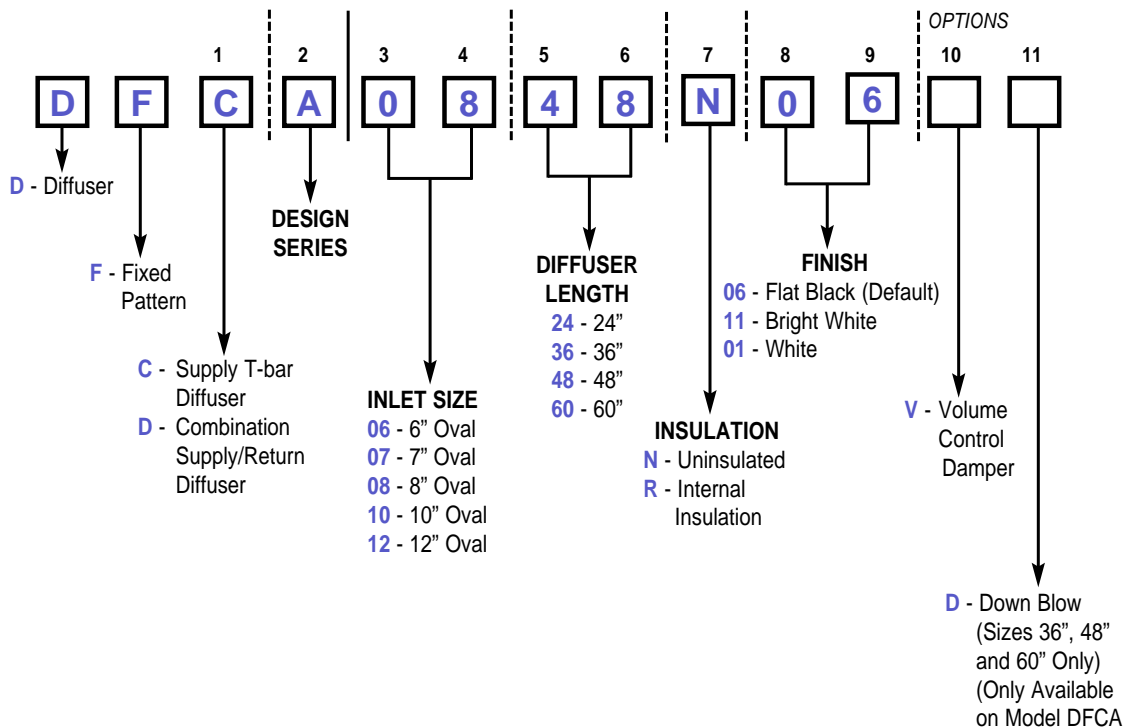 OPTIONS
1 2 3 4 5 6 7 8 9 10 11
D F C A 0 8 4 8 N 0 6
D - Diffuser
F - Fixed
Pattern
C - Supply T-bar
Diffuser
D - Combination
Supply/Return
Diffuser
DESIGN
SERIES
INLET SIZE
06 - 6” Oval
07 - 7” Oval
08 - 8” Oval
10 - 10” Oval
12 - 12” Oval
DIFFUSER
LENGTH
24 - 24”
36 - 36”
48 - 48”
60 - 60”
INSULATION
N - Uninsulated
R - Internal
Insulation
FINISH
06 - Flat Black (Default)
11 - Bright White
01 - White
V - Volume
Control
Damper
D - Down Blow
(Sizes 36”, 48”
and 60” Only)
(Only Available
on Model DFCA